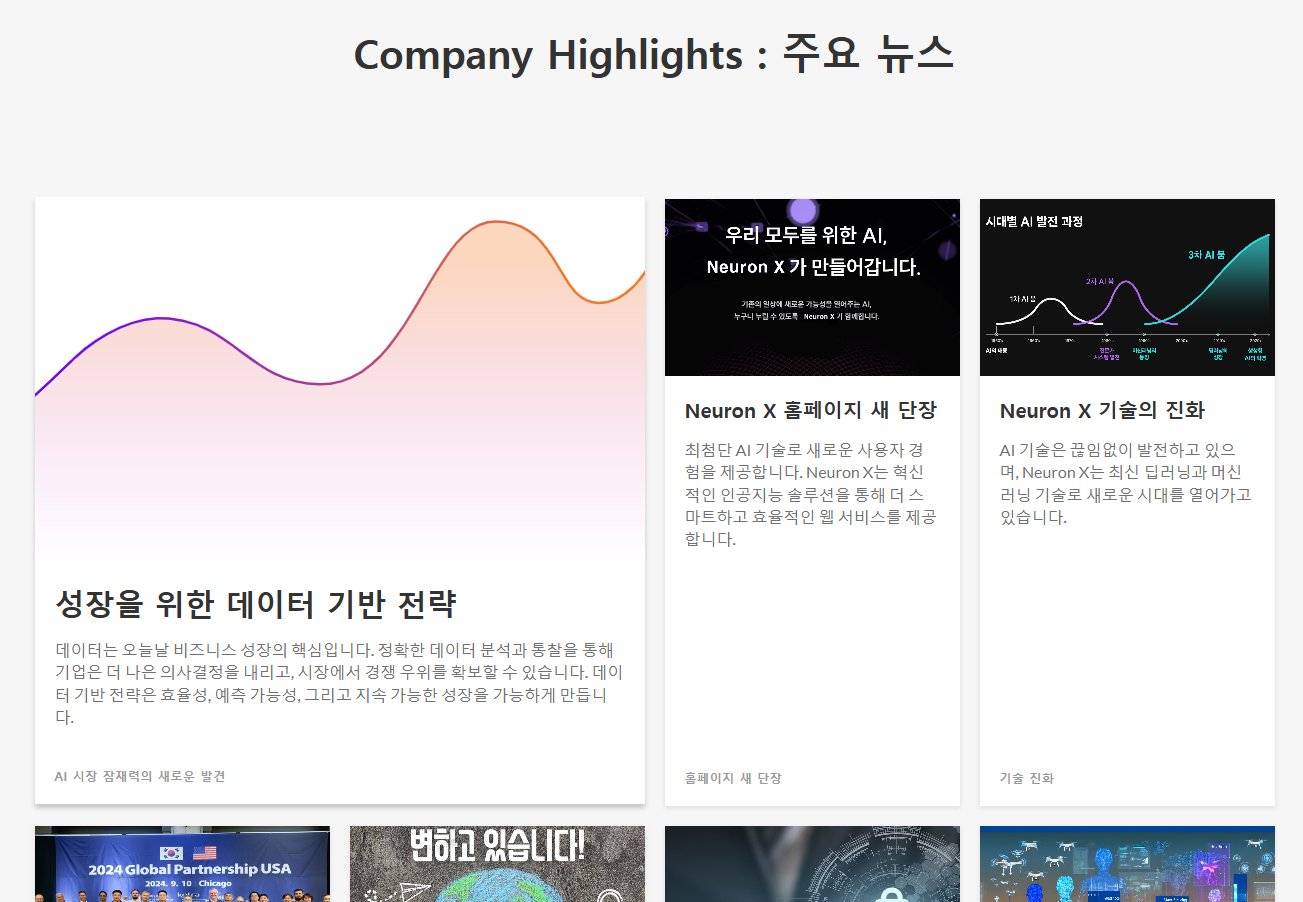 Company Highlights : 주요 뉴스
성장을 위한 데이터 기반 전략
데이터는 오늘날 비즈니스 성장의 핵심입니다. 정확한 데이터 분석과 통찰을 통해
기업은 더 나은 의사결정을 내리고, 시장에서 경쟁 우위를 확보할 수 있습니다. 데이
터 기반 전략은 효율성, 예측 가능성, 그리고 지속 가능한 성장을 가능하게 만듭니
다.
AI 시장 잠재력의 새로운 발견
우리 모두를 위한 AI,
Neuron X 가 만들어갑니다.
기존의 일상에 새로운 가능성을 열어주는 AI,
누구나 누릴 수 있도록 Neuron X 가 함께합니다.
Neuron X 홈페이지 새 단장
최첨단 AI 기술로 새로운 사용자 경
험을 제공합니다. Neuron X는 혁신
적인 인공지능 솔루션을 통해 더 스
마트하고 효율적인 웹 서비스를 제공
합니다.
홈페이지 새 단장
시대별 AI 발전 과정
3차 AI 붐
2차 AI 붐
1차 AI 붐
Neuron X 기술의 진화
AI 기술은 끊임없이 발전하고 있으
며, Neuron X는 최신 딥러닝과 머신
러닝 기술로 새로운 시대를 열어가고
있습니다.
기술 진화
2024 Global Partnership USA
2024. 9. 10 Chicago
변하고 있습니다!